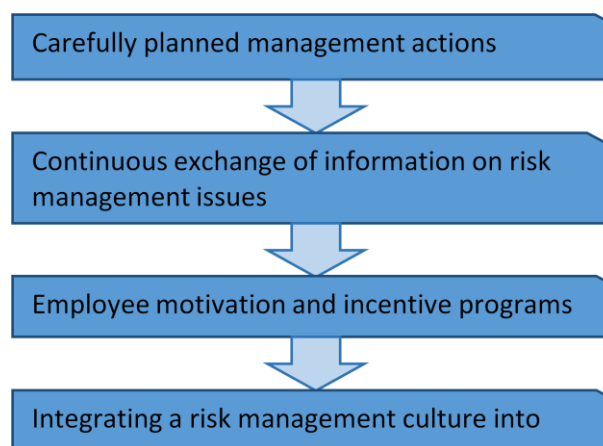 Carefully planned management actions
Continuous exchange of information on risk
management issues
Employee motivation and incentive programs
Integrating a risk management culture into